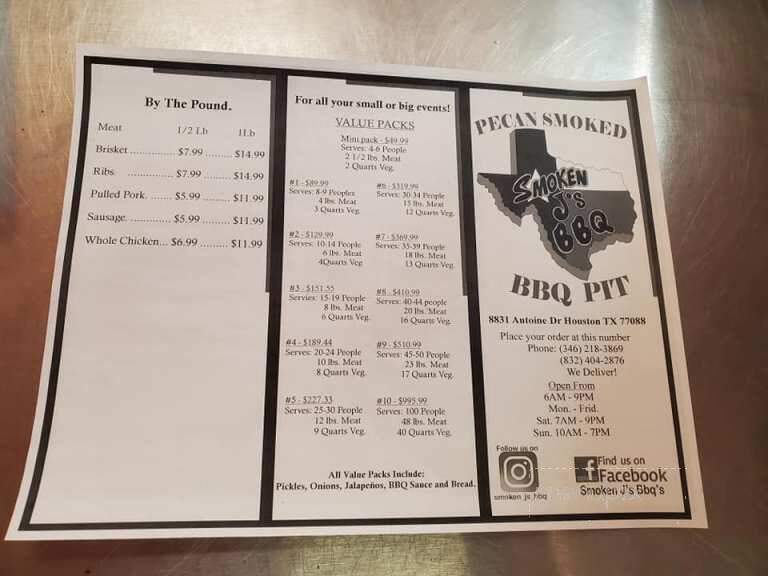 By The Pound.
Meat 1/2 Lb 1Lb
Brisket ............. $7.99 ......... $14.99
Ribs ............. $7.99 ......... $14.99
Pulled Pork. ...... $5.99 ......... $11.99
Sausage. ............ $5.99 ......... $11.99
Whole Chicken... $6.99 ......... $11.99
For all your small or big events!
VALUE PACKS
Mini pack - $49.99
Serves: 4-6 People
2 1/2 lbs. Meat
2 Quarts Veg.
#1 - $89.99
Serves: 8-9 Peoples
4 lbs. Meat
3 Quarts Veg.
#2 - $129.99
Serves: 10-14 People
6 lbs. Meat
4Quarts Veg.
#3 - $151.55
Servies: 15-19 People
8 lbs. Meat
6 Quarts Veg.
#4 - $189.44
Serves: 20-24 People
10 lbs. Meat
8 Quarts Veg.
#5 - $227.33
Serves: 25-30 People
12 lbs. Meat
9 Quarts Veg.
#6 - $319.99
Serves: 30-34 People
15 lbs. Meat
12 Quarts Veg.
#7 - $369.99
Serves: 35-39 People
18 lbs. Meat
13 Quarts Veg.
#8 - $410.99
Serves: 40-44 people
20 lbs. Meat
16 Quarts Veg.
#9 - $510.99
Serves: 45-50 People
23 lbs. Meat
17 Quarts Veg.
#10 - $995.99
Serves: 100 People
48 lbs. Meat
40 Quarts Veg.
All Value Packs Include:
Pickles, Onions, Jalapeños, BBQ Sauce and Bread.
PECAN SMOKED
SMOKEN
J's
BBQ
BBQ PIT
8831 Antoine Dr Houston TX 77088
Place your order at this number
Phone: (346) 218-3869
(832) 404-2876
We Deliver!
Open From
6AM - 9PM
Mon. - Frid.
Sat. 7AM - 9PM
Sun. 10AM - 7PM
Follow us on
smoken_js_bbq
Find us on
Facebook
Smoken J's Bbq's